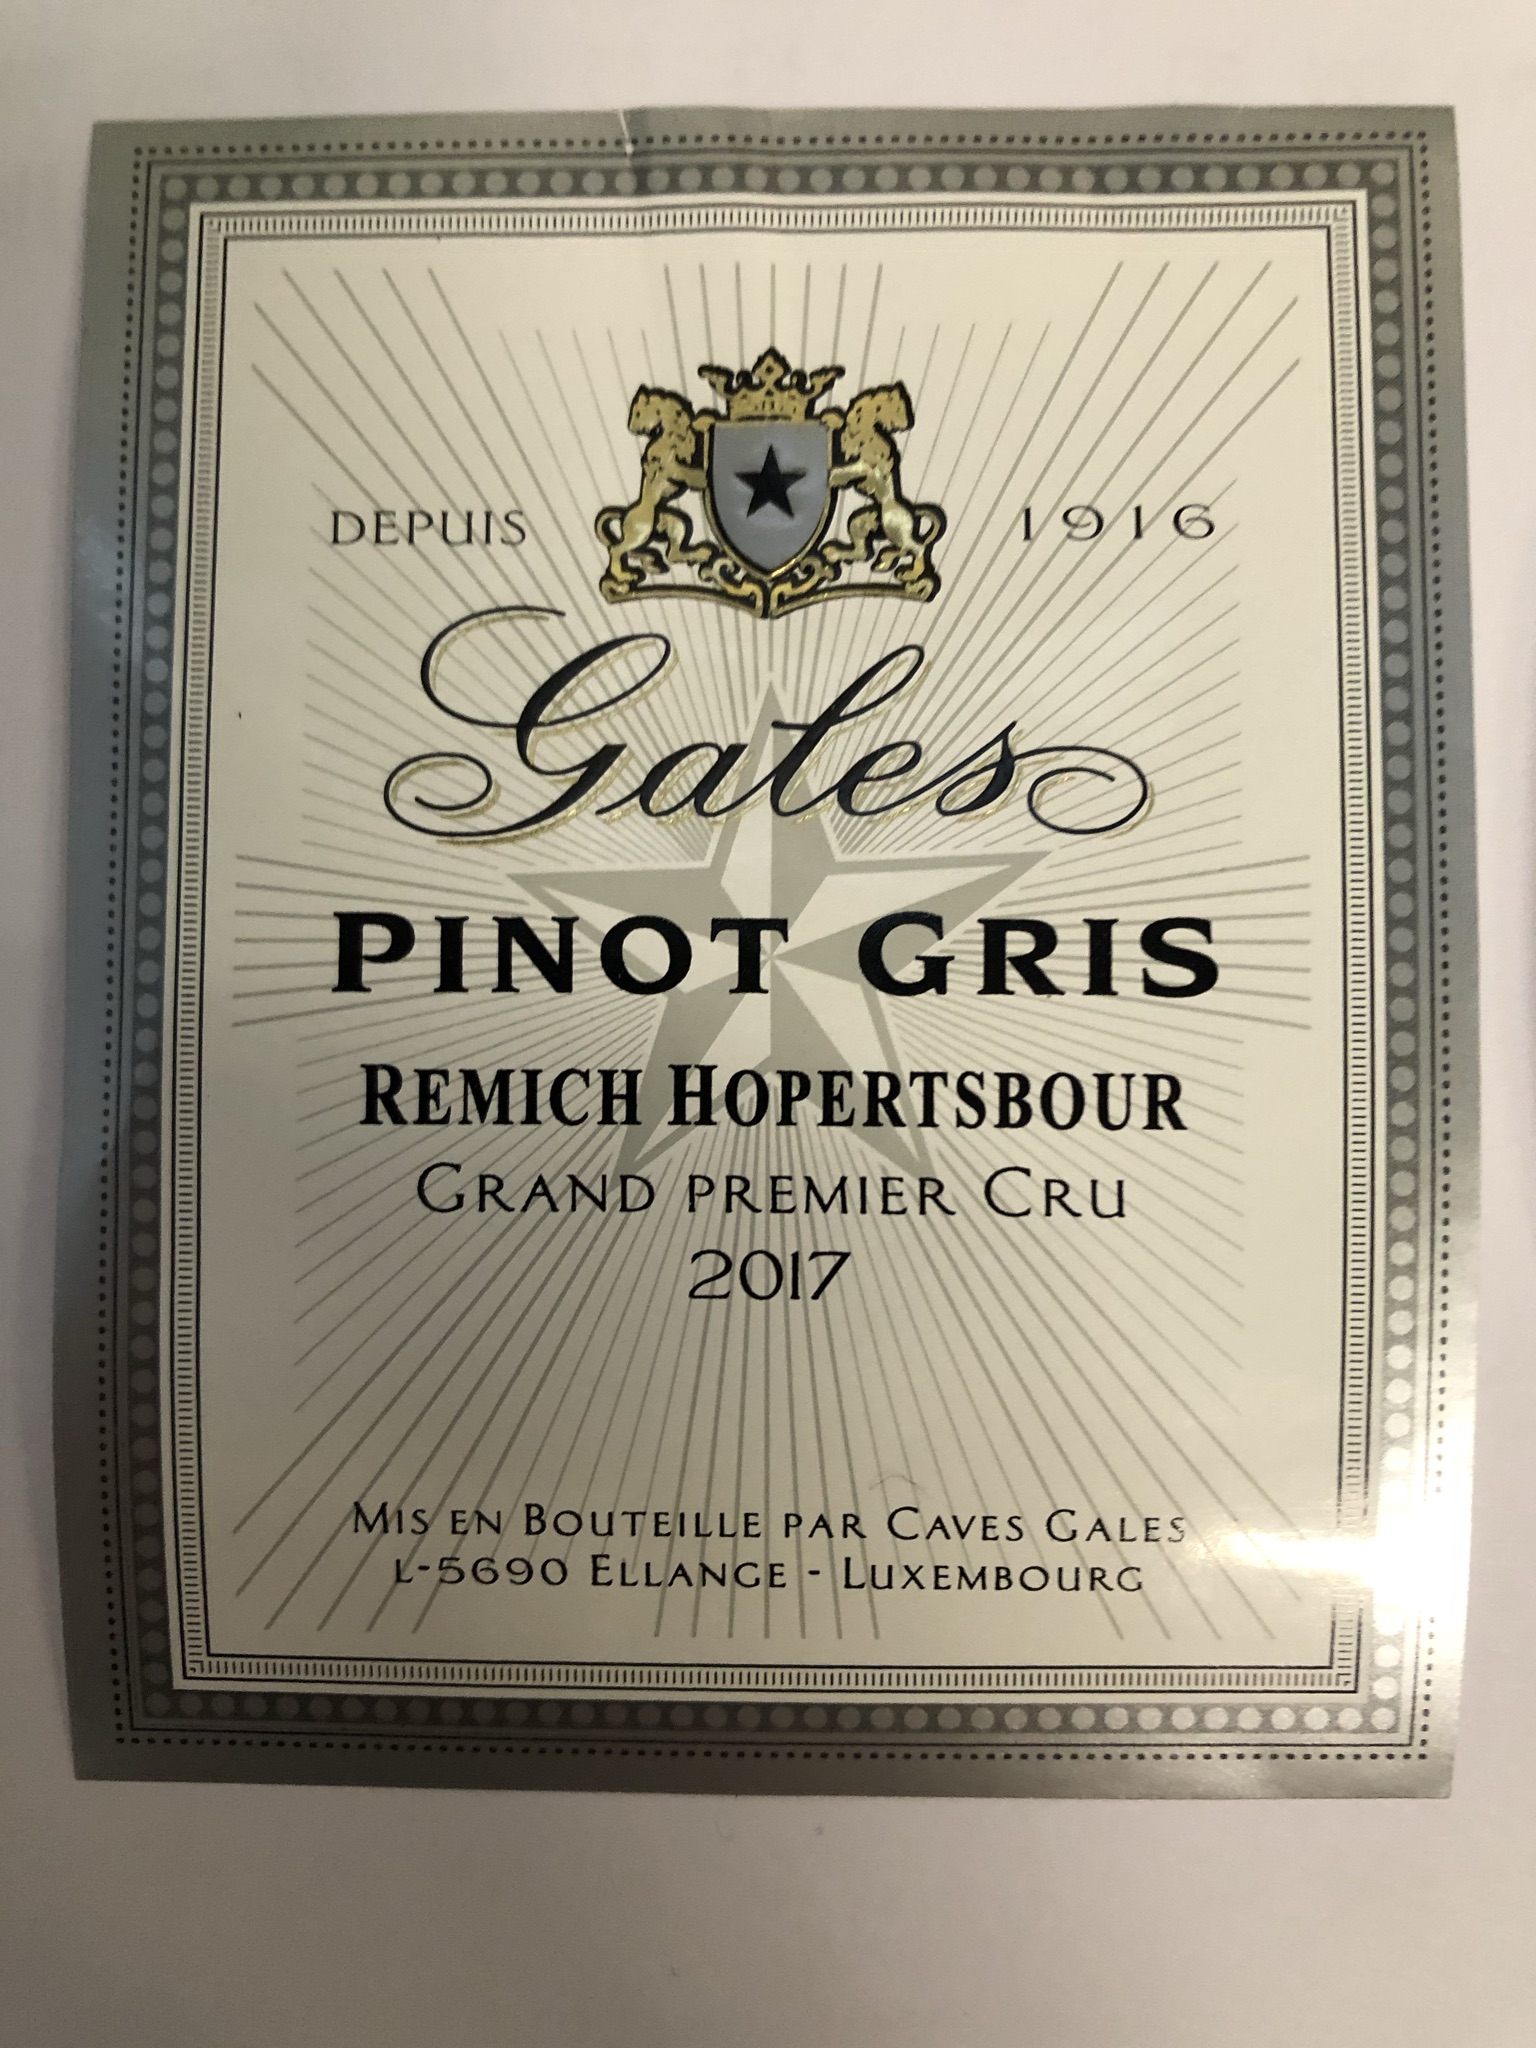 DEPUIS 1916
Gales
PINOT GRIS
REMICH HOPERTSBOUR
GRAND PREMIER CRU
2017
MIS EN BOUTEILLE PAR CAVES GALES
L-5690 ELLANGE - LUXEMBOURG